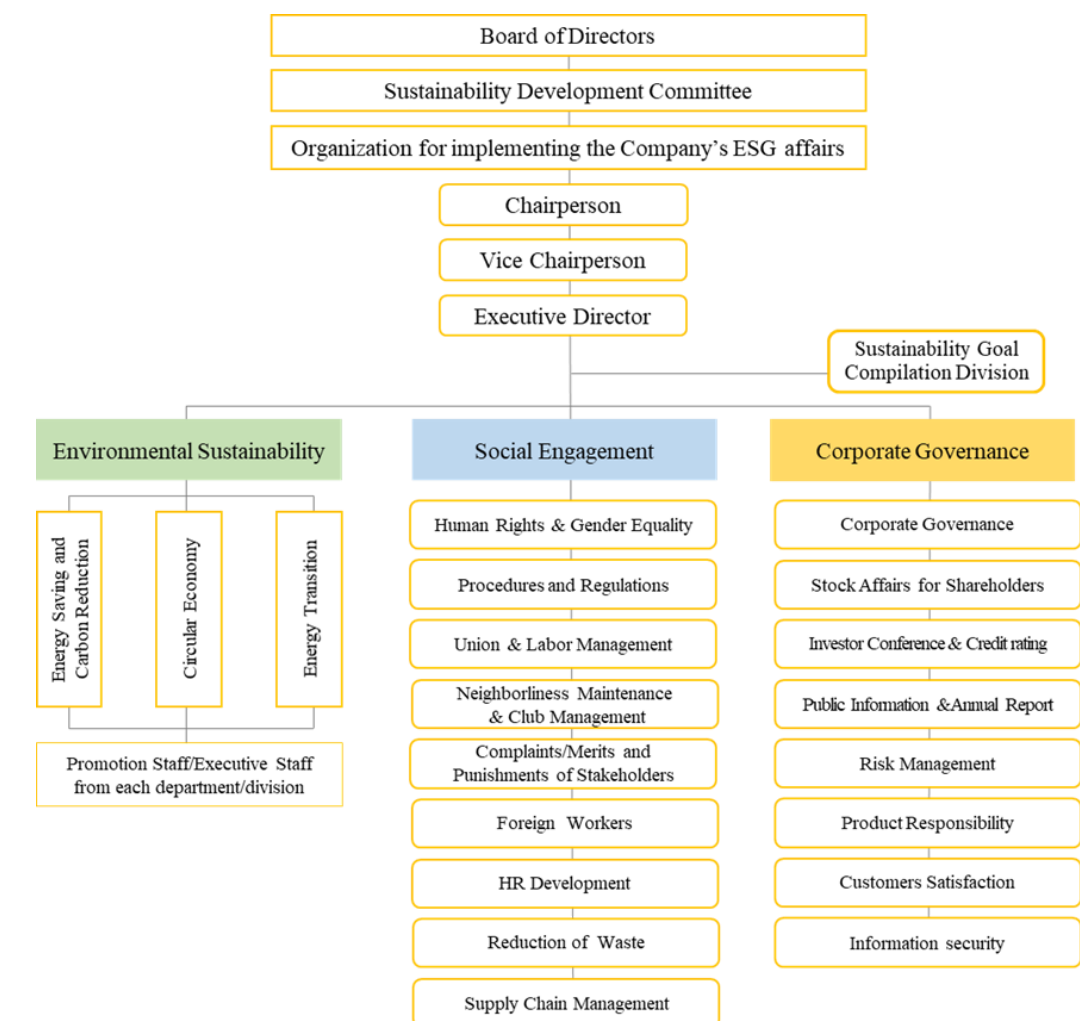 Board of Directors
Sustainability Development Committee
Organization for implementing the Company's ESG affairs
Chairperson
Vice Chairperson
Executive Director
Sustainability Goal
Compilation Division
Environmental Sustainability
Energy Saving and
Carbon Reduction
Circular Economy
Energy Transition
Promotion Staff/Executive Staff
from each department/division
Social Engagement
Human Rights & Gender Equality
Procedures and Regulations
Union & Labor Management
Neighborliness Maintenance
& Club Management
Complaints/Merits and
Punishments of Stakeholders
Foreign Workers
HR Development
Reduction of Waste
Supply Chain Management
Corporate Governance
Corporate Governance
Stock Affairs for Shareholders
Investor Conference & Credit rating
Public Information &Annual Report
Risk Management
Product Responsibility
Customers Satisfaction
Information security